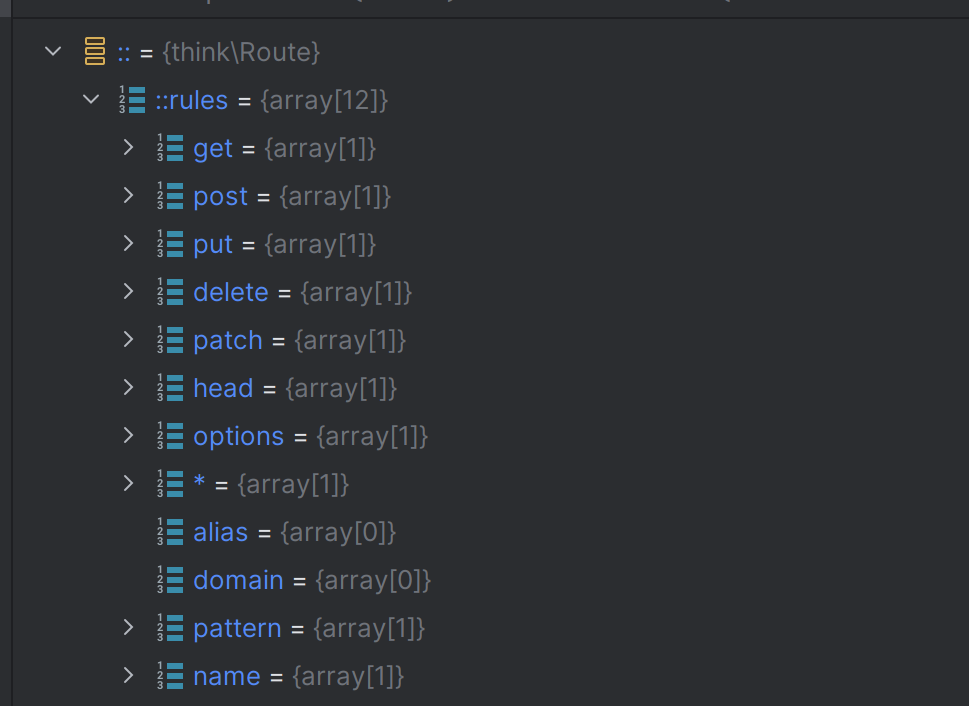 :: = {think\Route}
::rules = {array[12]}
get = {array[1]}
post = {array[1]}
put = {array[1]}
delete = {array[1]}
patch = {array[1]}
head = {array[1]}
options = {array[1]}
* = {array[1]}
alias = {array[0]}
domain = {array[0]}
pattern = {array[1]}
name = {array[1]}